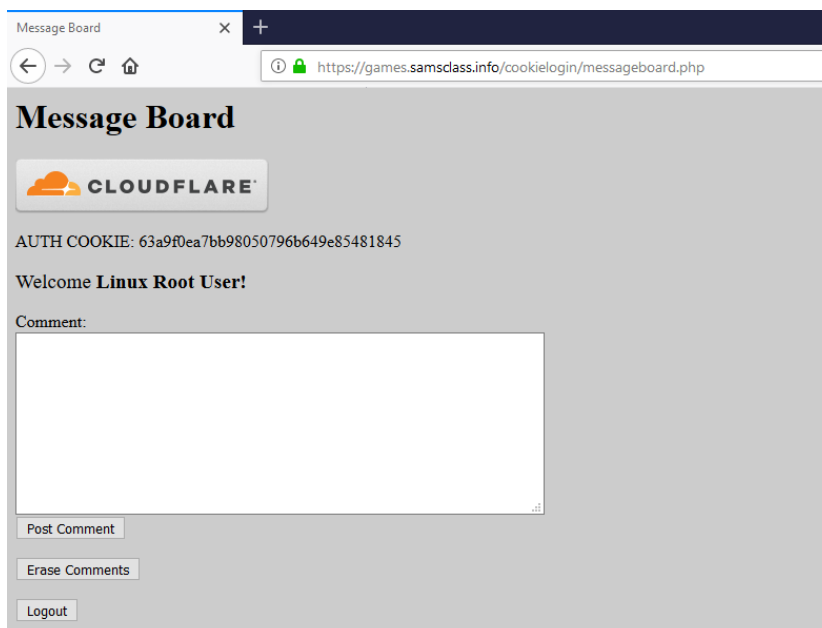 Message Board
https://games.samsclass.info/cookielogin/messageboard.php
Message Board
CLOUDFLARE
AUTH COOKIE: 63a9f0ea7bb98050796b649e85481845
Welcome Linux Root User!
Comment:
Post Comment
Erase Comments
Logout